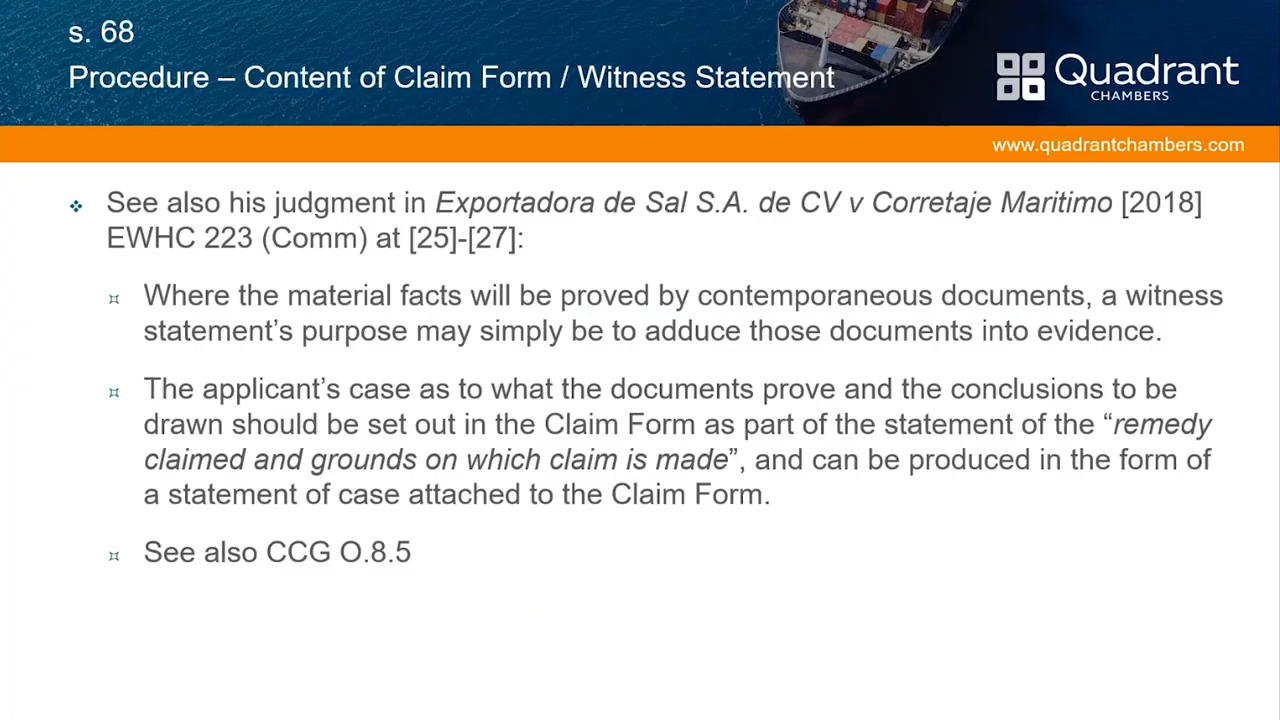 s. 68
Procedure – Content of Claim Form / Witness Statement
Quadrant
CHAMBERS
www.quadrantchambers.com
See also his judgment in Exportadora de Sal S.A. de CV v Corretaje Maritimo [2018]
EWHC 223 (Comm) at [25]-[27]:
Where the material facts will be proved by contemporaneous documents, a witness
statement’s purpose may simply be to adduce those documents into evidence.
The applicant’s case as to what the documents prove and the conclusions to be
drawn should be set out in the Claim Form as part of the statement of the “remedy
claimed and grounds on which claim is made”, and can be produced in the form of
a statement of case attached to the Claim Form.
See also CCG O.8.5